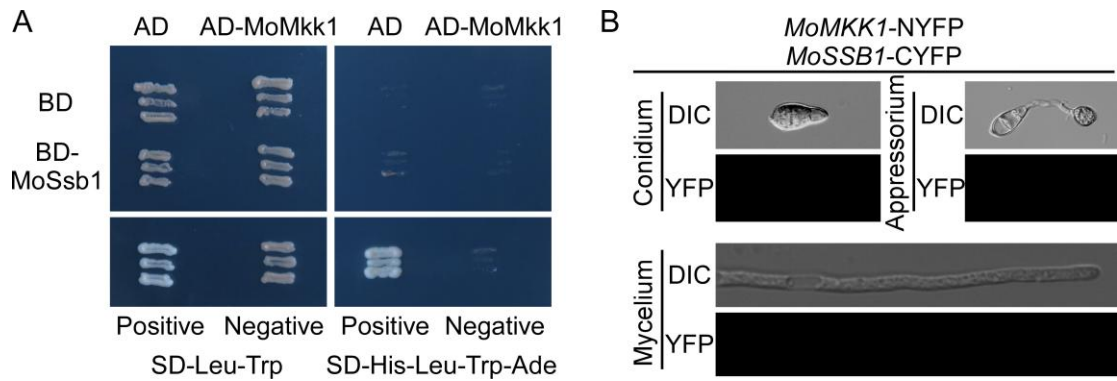 A
AD AD-MoMkk1 AD AD-MoMkk1
BD
BD-
MoSsb1
Positive Negative Positive Negative
SD-Leu-Trp SD-His-Leu-Trp-Ade
B
MoMKK1-NYFP
MoSSB1-CYFP
Conidium
DIC
YFP
Appressorium
DIC
YFP
Mycelium
DIC
YFP